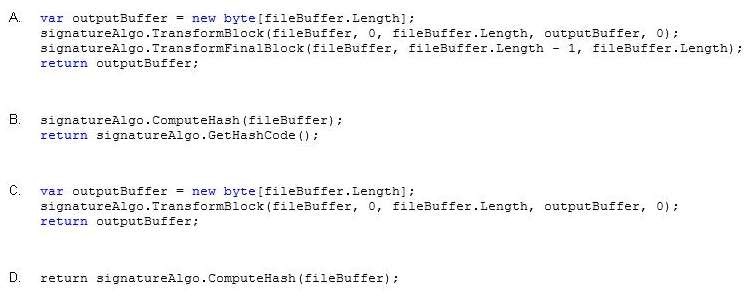 A. var outputBuffer = new byte[fileBuffer.Length];
signatureAlgo.TransformBlock(fileBuffer, 0, fileBuffer.Length, outputBuffer, 0);
signatureAlgo.TransformFinalBlock(fileBuffer, fileBuffer.Length - 1, fileBuffer.Length);
return outputBuffer;
B. signatureAlgo.ComputeHash(fileBuffer);
return signatureAlgo.GetHashCode();
C. var outputBuffer = new byte[fileBuffer.Length];
signatureAlgo.TransformBlock(fileBuffer, 0, fileBuffer.Length, outputBuffer, 0);
return outputBuffer;
D. return signatureAlgo.ComputeHash(fileBuffer);